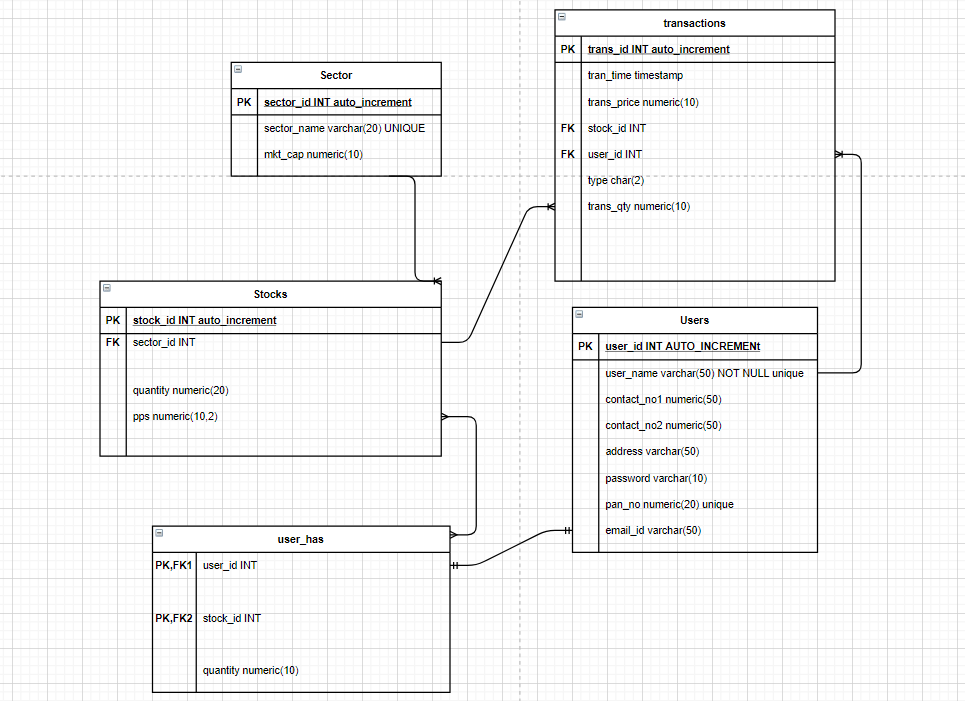 transactions
PK trans_id INT auto_increment
tran_time timestamp
trans_price numeric(10)
FK stock_id INT
FK user_id INT
type char(2)
trans_qty numeric(10)
Sector
PK sector_id INT auto_increment
sector_name varchar(20) UNIQUE
mkt_cap numeric(10)
Stocks
PK stock_id INT auto_increment
FK sector_id INT
quantity numeric(20)
pps numeric(10,2)
Users
PK user_id INT AUTO_INCREMENt
user_name varchar(50) NOT NULL unique
contact_no1 numeric(50)
contact_no2 numeric(50)
address varchar(50)
password varchar(10)
pan_no numeric(20) unique
email_id varchar(50)
user_has
PK,FK1 user_id INT
PK,FK2 stock_id INT
quantity numeric(10)